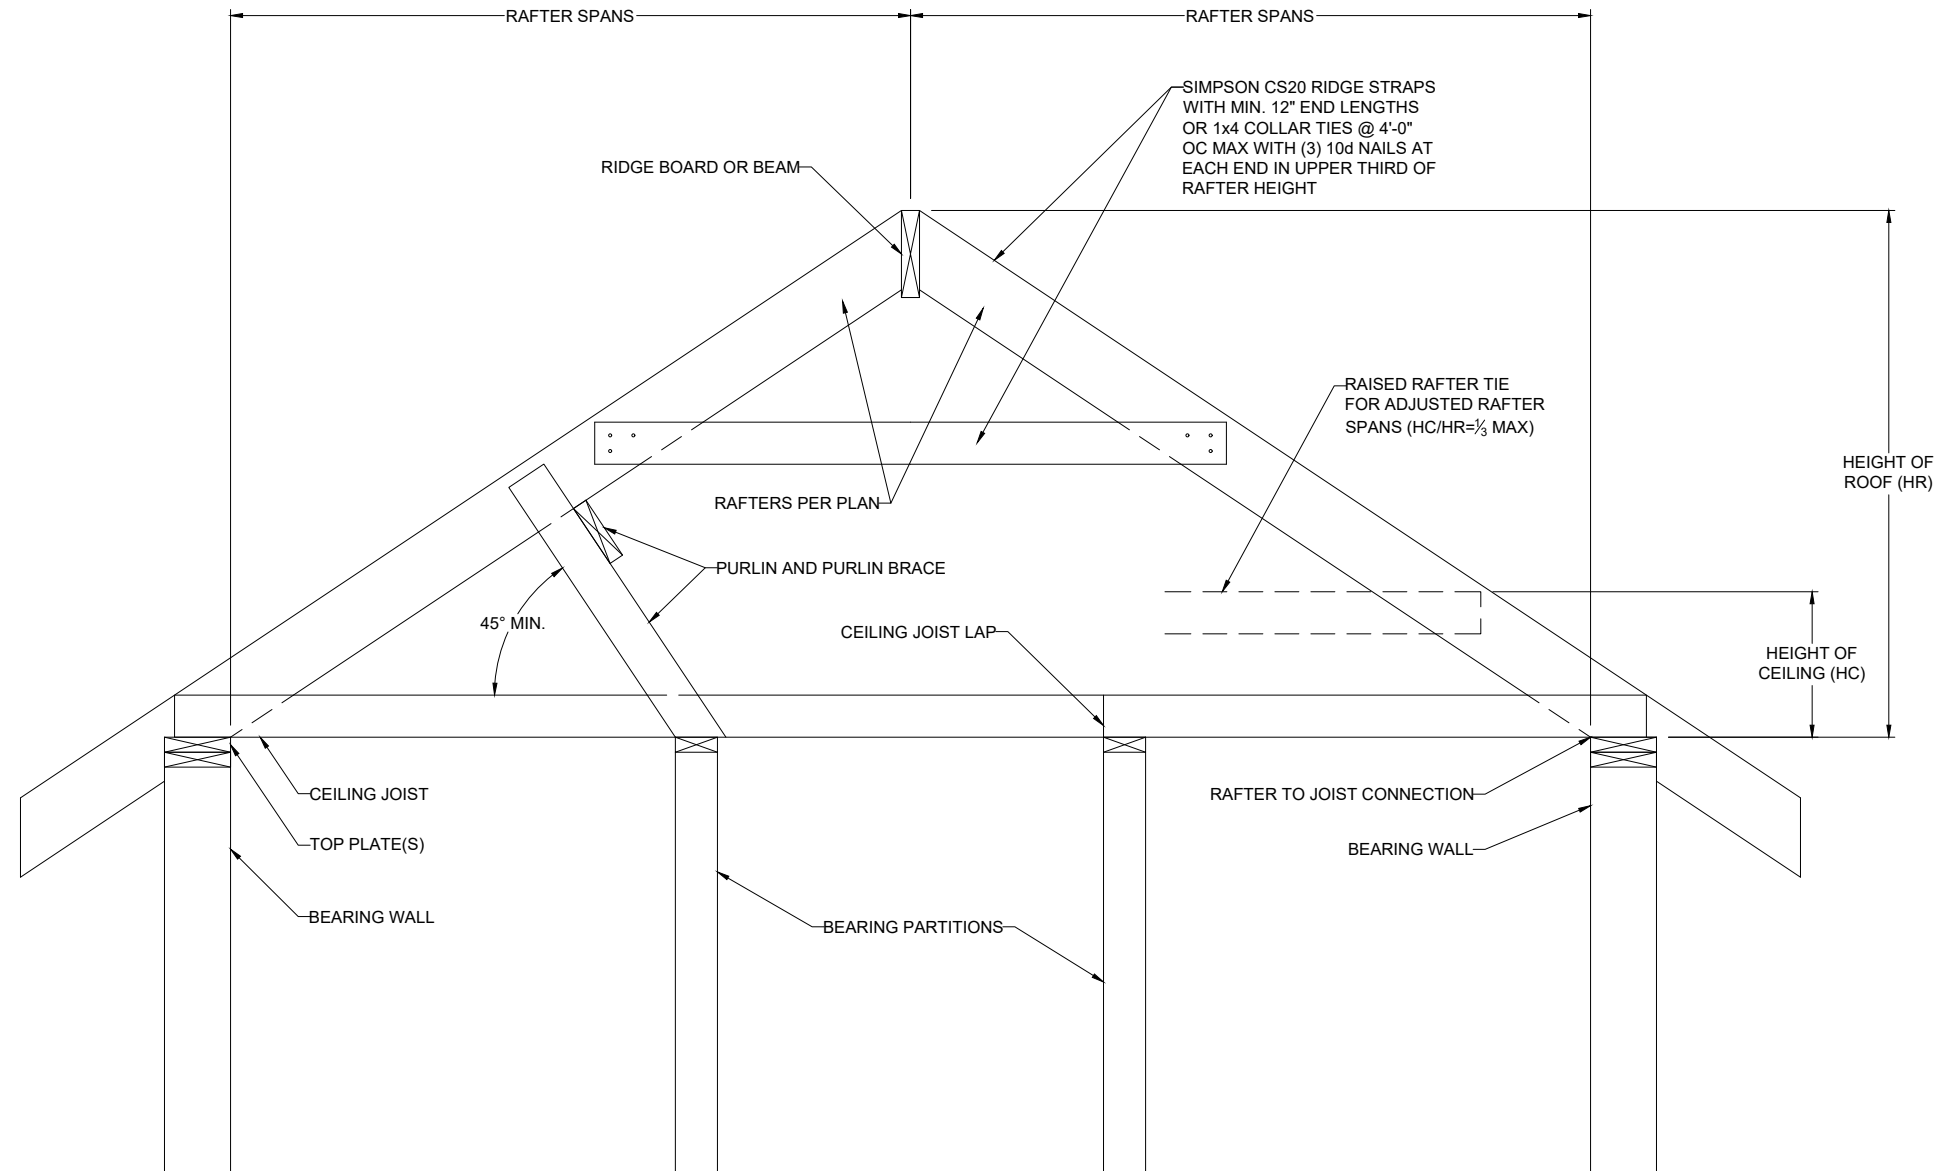 RAFTER SPANS
RAFTER SPANS
SIMPSON CS20 RIDGE STRAPS
WITH MIN. 12" END LENGTHS
OR 1x4 COLLAR TIES @ 4'-0"
OC MAX WITH (3) 10d NAILS AT
EACH END IN UPPER THIRD OF
RAFTER HEIGHT
RIDGE BOARD OR BEAM
RAISED RAFTER TIE
FOR ADJUSTED RAFTER
SPANS (HC/HR=⅓ MAX)
HEIGHT OF
ROOF (HR)
RAFTERS PER PLAN
PURLIN AND PURLIN BRACE
45° MIN.
CEILING JOIST LAP
HEIGHT OF
CEILING (HC)
CEILING JOIST
RAFTER TO JOIST CONNECTION
TOP PLATE(S)
BEARING WALL
BEARING WALL
BEARING PARTITIONS